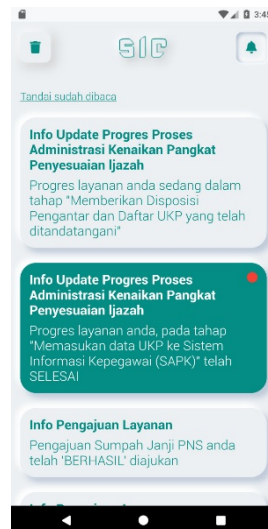 3:45
SIP
Tandai sudah dibaca
Info Update Progres Proses
Administrasi Kenaikan Pangkat
Penyesuaian Ijazah
Progres layanan anda sedang dalam
tahap "Memberikan Disposisi
Pengantar dan Daftar UKP yang telah
ditandatangani"
Info Update Progres Proses
Administrasi Kenaikan Pangkat
Penyesuaian Ijazah
Progres layanan anda, pada tahap
"Memasukan data UKP ke Sistem
Informasi Kepegawai (SAPK)" telah
SELESAI
Info Pengajuan Layanan
Pengajuan Sumpah Janji PNS anda
telah 'BERHASIL' diajukan